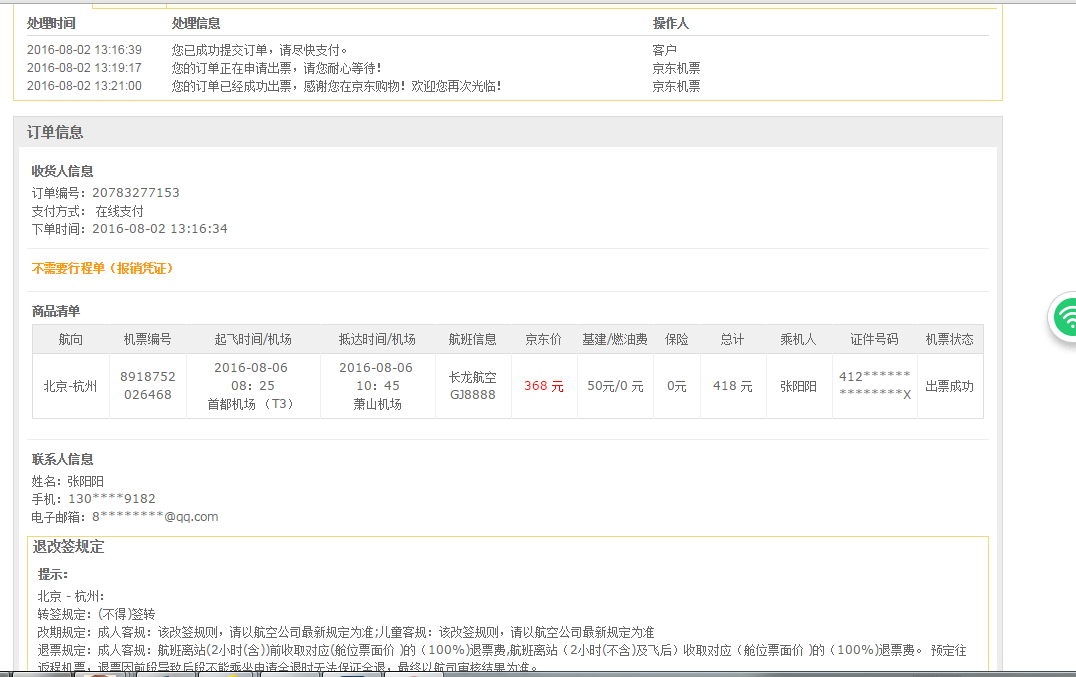 处理时间 处理信息 操作人
2016-08-02 13:16:39 您已成功提交订单，请尽快支付。 客户
2016-08-02 13:19:17 您的订单正在申请出票，请您耐心等待！ 京东机票
2016-08-02 13:21:00 您的订单已经成功出票，感谢您在京东购物！欢迎您再次光临！ 京东机票
订单信息
收货人信息
订单编号：20783277153
支付方式： 在线支付
下单时间：2016-08-02 13:16:34
不需要行程单（报销凭证）
商品清单
航向 机票编号 起飞时间/机场 抵达时间/机场 航班信息 京东价 基建/燃油费 保险 总计 乘机人 证件号码 机票状态
北京-杭州 8918752026468 2016-08-06 08：25 首都机场 （T3） 2016-08-06 10：45 萧山机场 长龙航空 GJ8888 368 元 50元/0 元 0元 418 元 张阳阳 412******************X 出票成功
联系人信息
姓名：张阳阳
手机：130****9182
电子邮箱：8********@qq.com
退改签规定
提示：
北京 - 杭州：
转签规定：(不得)签转
改期规定：成人客规：该改签规则，请以航空公司最新规定为准;儿童客规：该改签规则，请以航空公司最新规定为准
退票规定：成人客规：航班离站(2小时(含))前收取对应(舱位票面价 )的（100%)退票费,航班离站（2小时(不含)及飞后）收取对应（舱位票面价 )的（100%)退票费。 预定往
返程机票，退票因前段导致后段不能乘坐申请全退时无法保证全退，最终以航司审核结果为准。